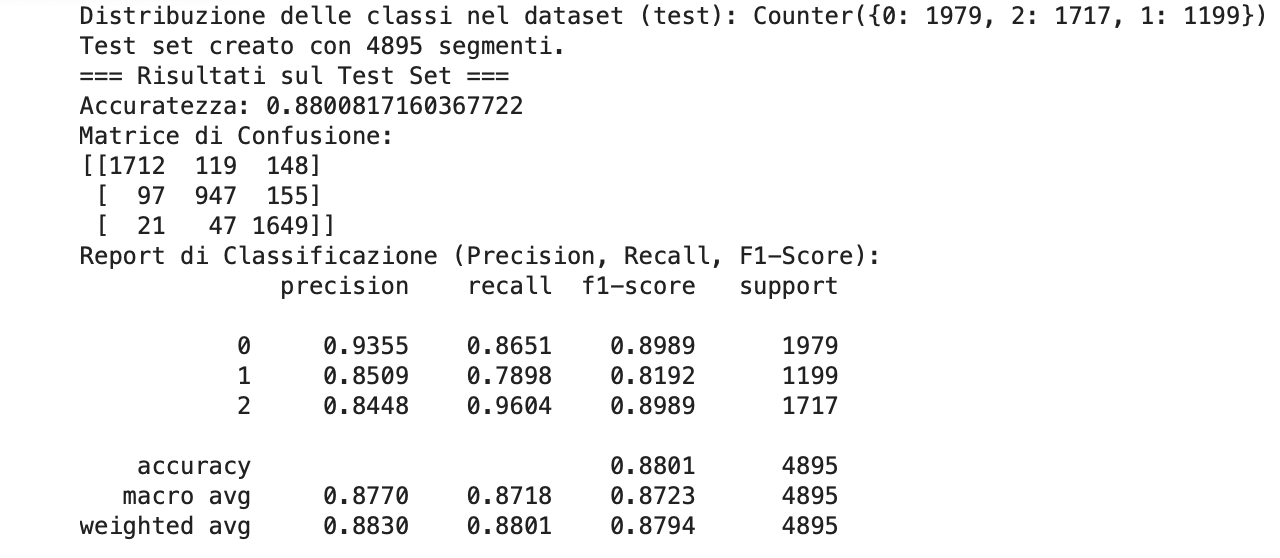 Distribuzione delle classi nel dataset (test): Counter({0: 1979, 2: 1717, 1: 1199})
Test set creato con 4895 segmenti.
=== Risultati sul Test Set ===
Accuratezza: 0.8800817160367722
Matrice di Confusione:
[[1712  119  148]
 [  97  947  155]
 [  21   47 1649]]
Report di Classificazione (Precision, Recall, F1-Score):
              precision    recall  f1-score   support

           0     0.9355    0.8651    0.8989      1979
           1     0.8509    0.7898    0.8192      1199
           2     0.8448    0.9604    0.8989      1717

    accuracy                         0.8801      4895
   macro avg     0.8770    0.8718    0.8723      4895
weighted avg     0.8830    0.8801    0.8794      4895